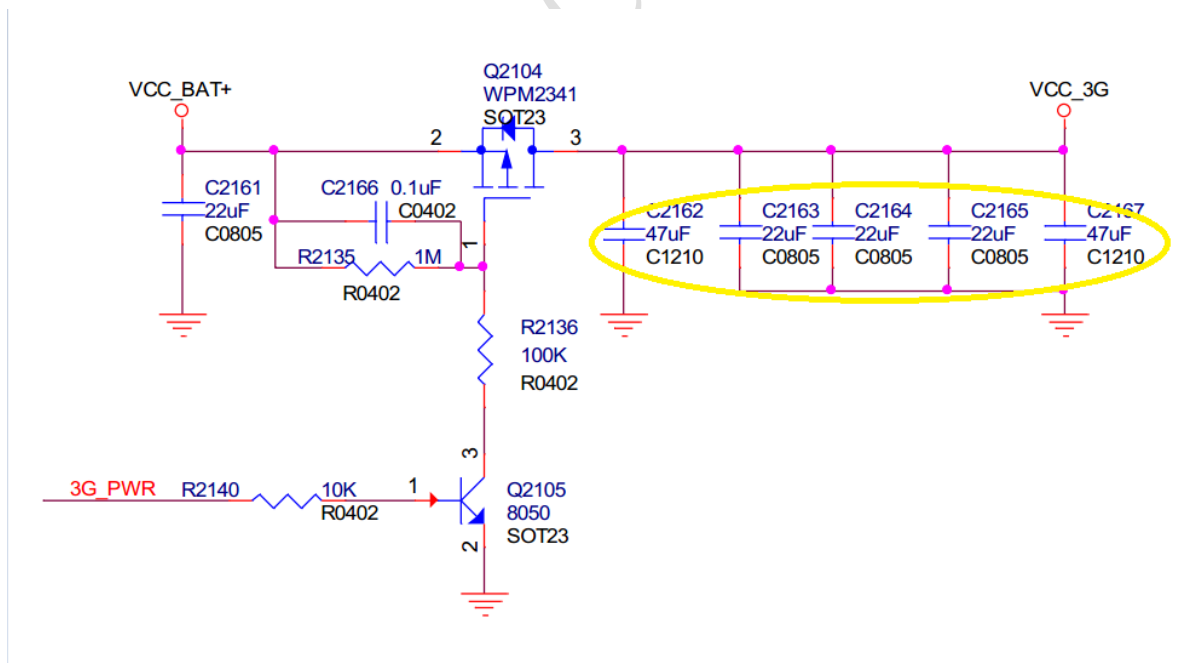 Q2104
WPM2341
SOT23
VCC_BAT+
VCC_3G
2
3
C2161
22uF
C0805
C2166 0.1uF
C0402
R2135 1M
R0402
1
C2162
47uF
C1210
C2163
22uF
C0805
C2164
22uF
C0805
C2165
22uF
C0805
C2167
47uF
C1210
R2136
100K
R0402
3
3G_PWR R2140 10K 1
R0402
Q2105
8050
SOT23
2